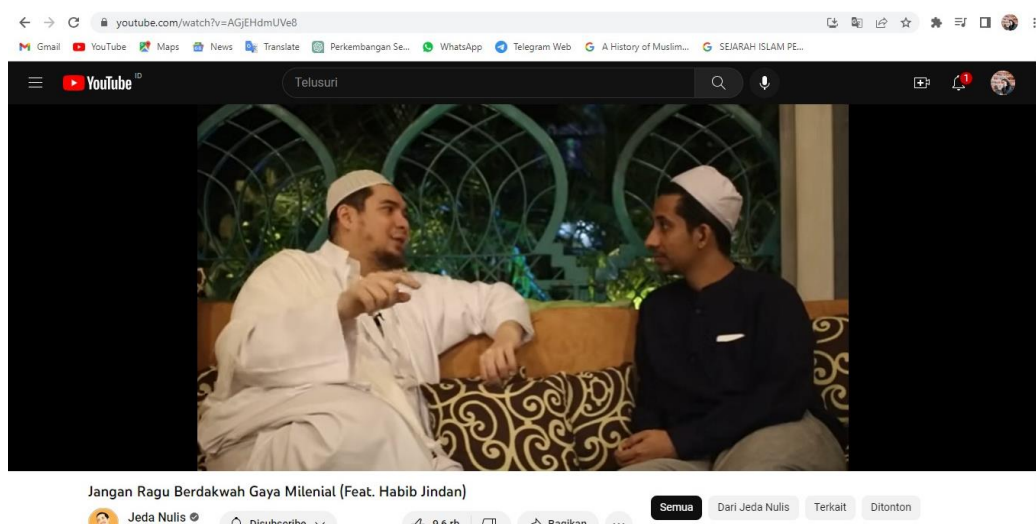 youtube.com/watch?v=AGjEHdmUVe8
Gmail YouTube Maps News Translate Perkembangan Se... WhatsApp Telegram Web A History of Muslim... SEJARAH ISLAM PE...
YouTube ID Telusuri 1
Jangan Ragu Berdakwah Gaya Milenial (Feat. Habib Jindan)
Semua Dari Jeda Nulis Terkait Ditonton
Jeda Nulis Disubscribe 9,6 rb Bagikan ...